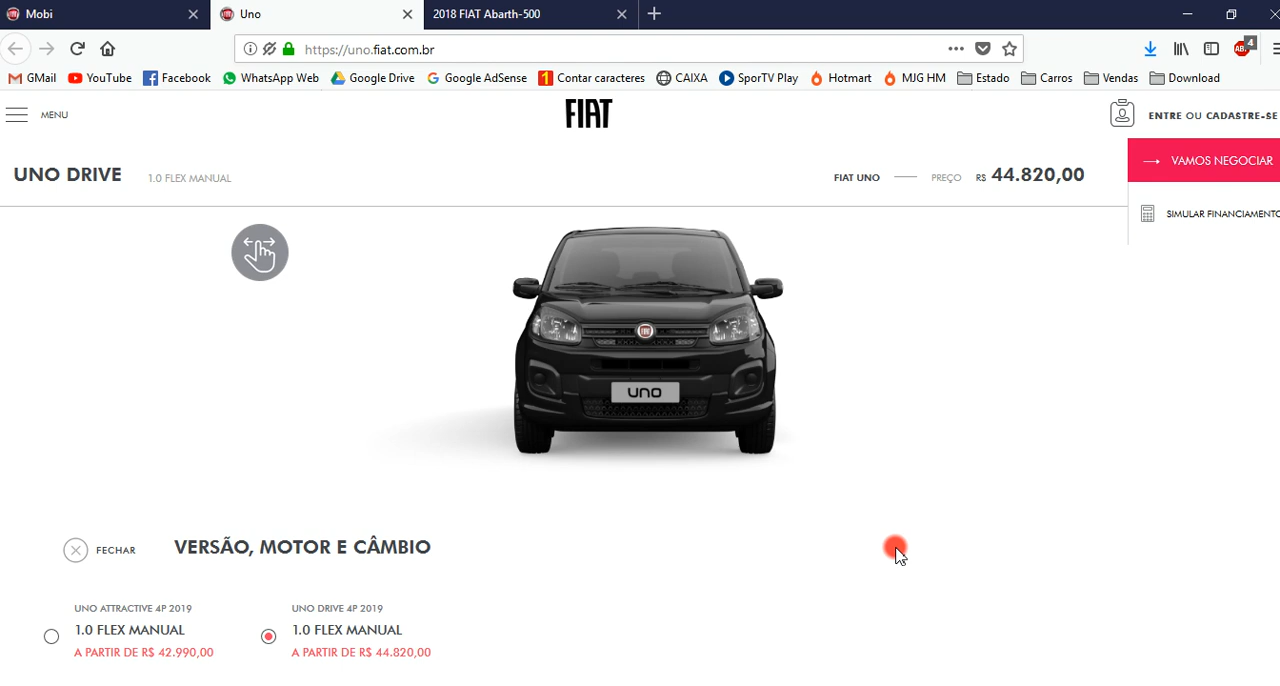 Mobi
Uno
2018 FIAT Abarth-500
https://uno.fiat.com.br
4
GMail YouTube Facebook WhatsApp Web Google Drive Google AdSense 1 Contar caracteres CAIXA SporTV Play Hotmart MJG HM Estado Carros Vendas Download
MENU
FIAT
ENTRE OU CADASTRE-SE
UNO DRIVE 1.0 FLEX MANUAL
FIAT UNO PREÇO R$ 44.820,00
VAMOS NEGOCIAR
SIMULAR FINANCIAMENTO
UNO
FECHAR
VERSÃO, MOTOR E CÂMBIO
UNO ATTRACTIVE 4P 2019
1.0 FLEX MANUAL
A PARTIR DE R$ 42.990,00
UNO DRIVE 4P 2019
1.0 FLEX MANUAL
A PARTIR DE R$ 44.820,00